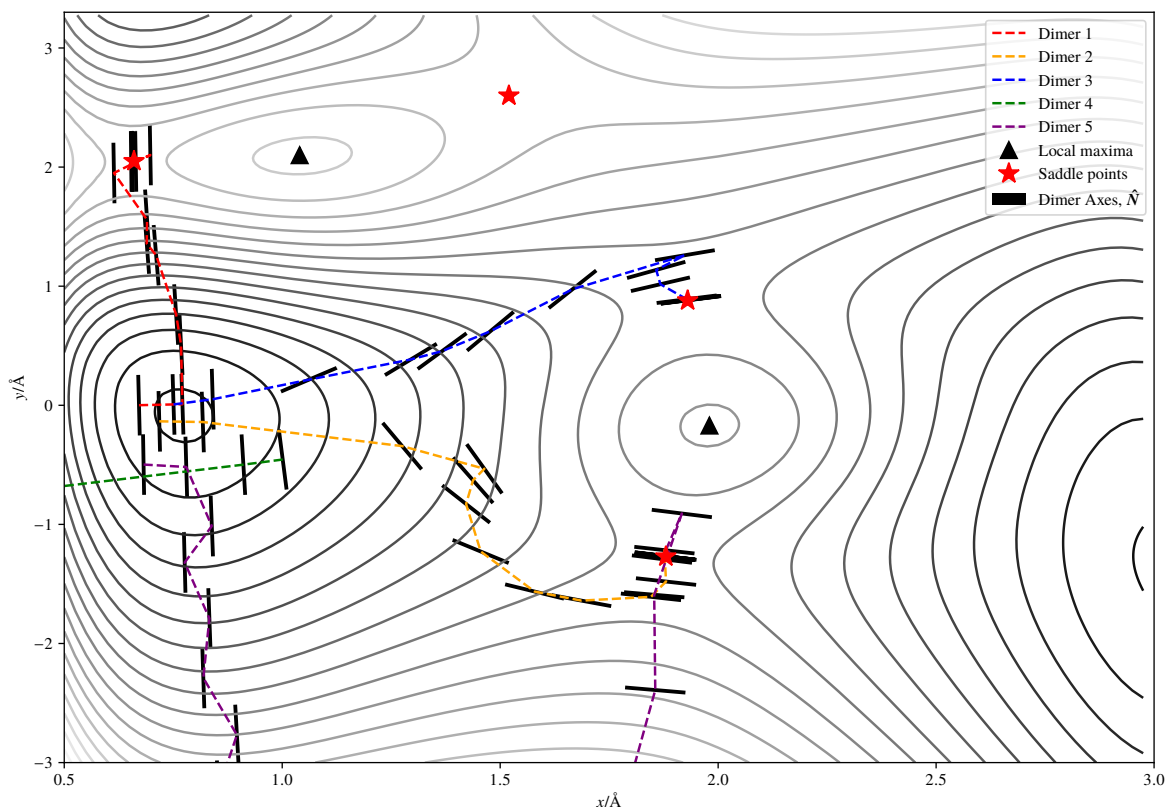 Dimer 1
Dimer 2
Dimer 3
Dimer 4
Dimer 5
Local maxima
Saddle points
Dimer Axes, N̂
3
2
1
0
−1
−2
−3
y/Å
0.5 1.0 1.5 2.0 2.5 3.0
x/Å